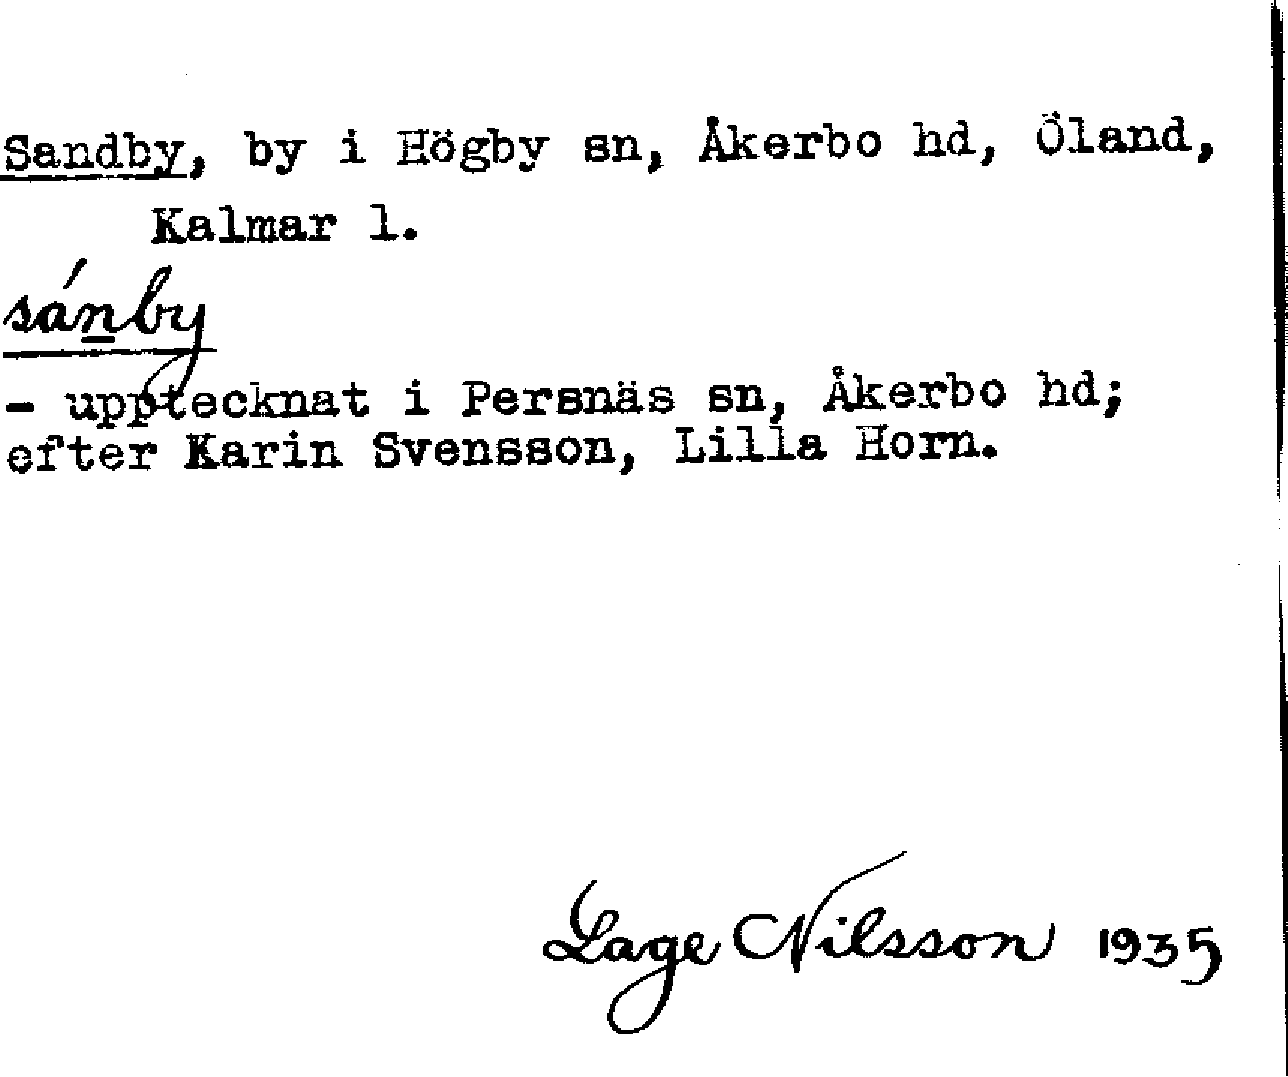 Sandby, by i Högby sn, Åkerbo hd, Öland,
Kalmar l.
sánby
- upptecknat i Persnäs sn, Åkerbo hd;
efter Karin Svensson, Lilla Horn.
Lage Nilsson 1935